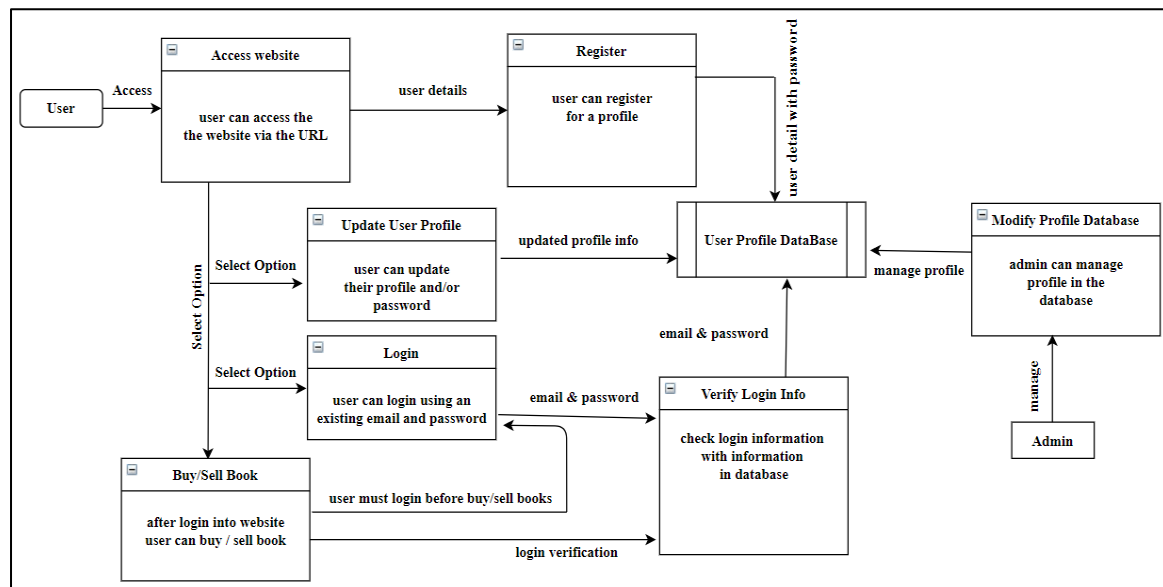 Access website
Register
User
Access
user can access the
the website via the URL
user details
user can register
for a profile
user detail with password
Update User Profile
user can update
their profile and/or
password
Select Option
updated profile info
User Profile DataBase
manage profile
Modify Profile Database
admin can manage
profile in the
database
Select Option
Select Option
Login
user can login using an
existing email and password
email & password
email & password
Verify Login Info
check login information
with information
in database
manage
Admin
Buy/Sell Book
after login into website
user can buy / sell book
user must login before buy/sell books
login verification